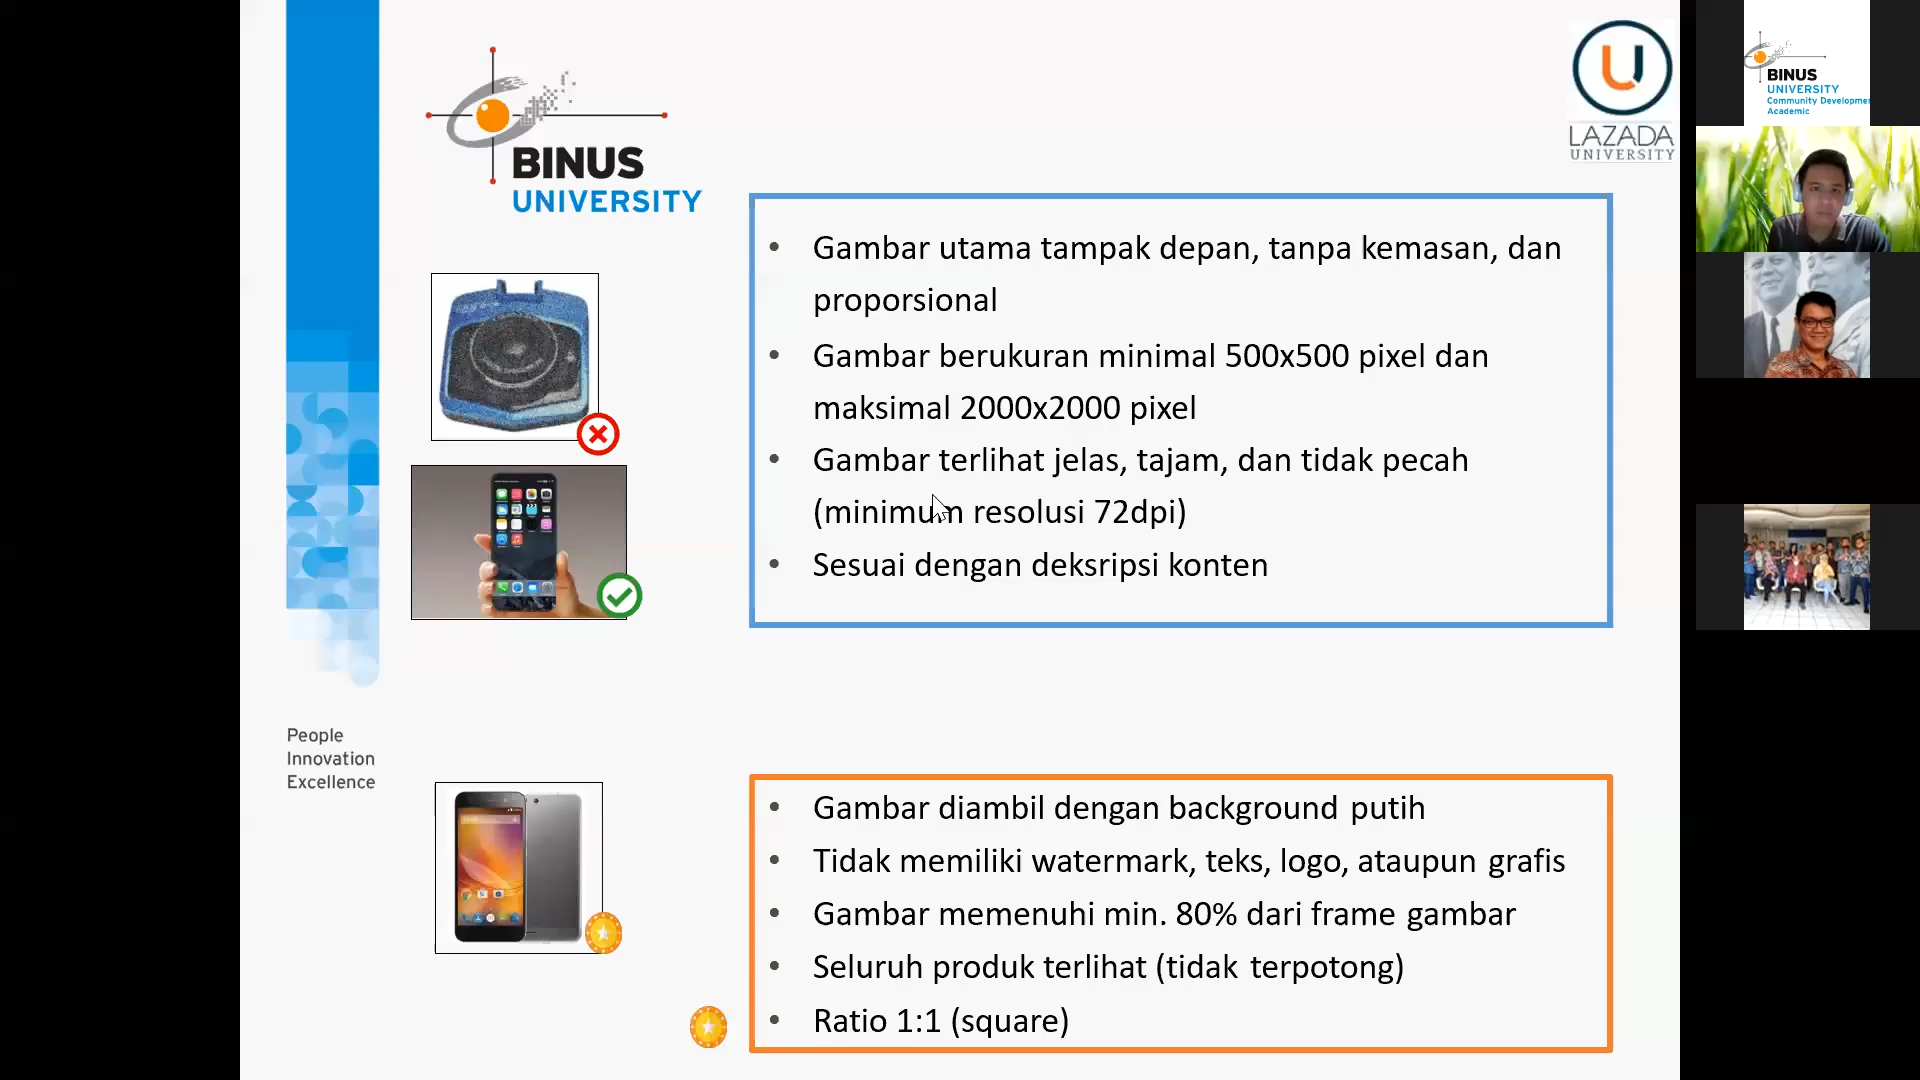 BINUS
UNIVERSITY
LAZADA
UNIVERSITY
• Gambar utama tampak depan, tanpa kemasan, dan
proporsional
• Gambar berukuran minimal 500x500 pixel dan
maksimal 2000x2000 pixel
• Gambar terlihat jelas, tajam, dan tidak pecah
(minimum resolusi 72dpi)
• Sesuai dengan deksripsi konten
People
Innovation
Excellence
• Gambar diambil dengan background putih
• Tidak memiliki watermark, teks, logo, ataupun grafis
• Gambar memenuhi min. 80% dari frame gambar
• Seluruh produk terlihat (tidak terpotong)
• Ratio 1:1 (square)
BINUS
UNIVERSITY
Community Developmen
Academic